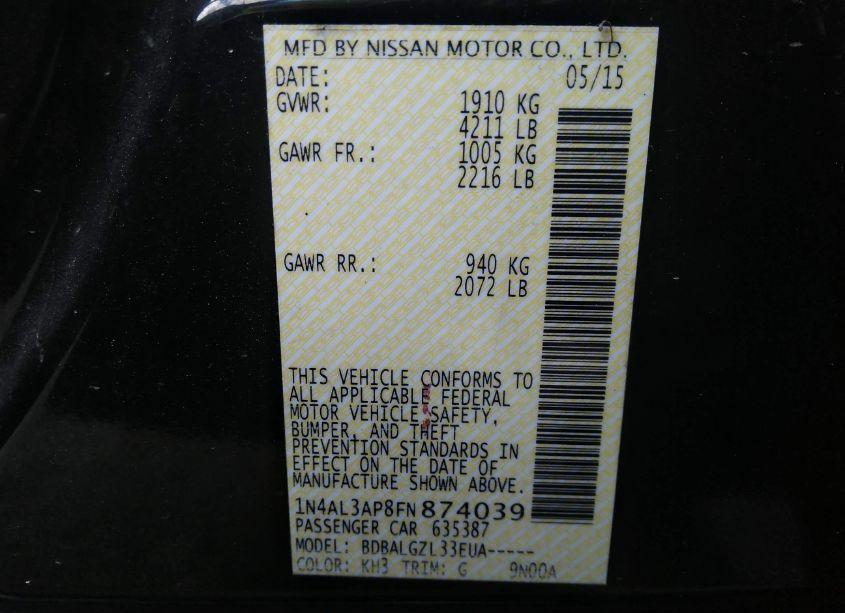 MFD BY NISSAN MOTOR CO., LTD.
DATE: 05/15
GVWR: 1910 KG
4211 LB
GAWR FR.: 1005 KG
2216 LB
GAWR RR.: 940 KG
2072 LB
THIS VEHICLE CONFORMS TO
ALL APPLICABLE FEDERAL
MOTOR VEHICLE SAFETY,
BUMPER, AND THEFT
PREVENTION STANDARDS IN
EFFECT ON THE DATE OF
MANUFACTURE SHOWN ABOVE.
1N4AL3AP8FN874039
PASSENGER CAR 635387
MODEL: BDBALGZL33EUA-----
COLOR: KH3 TRIM: G 9N00A